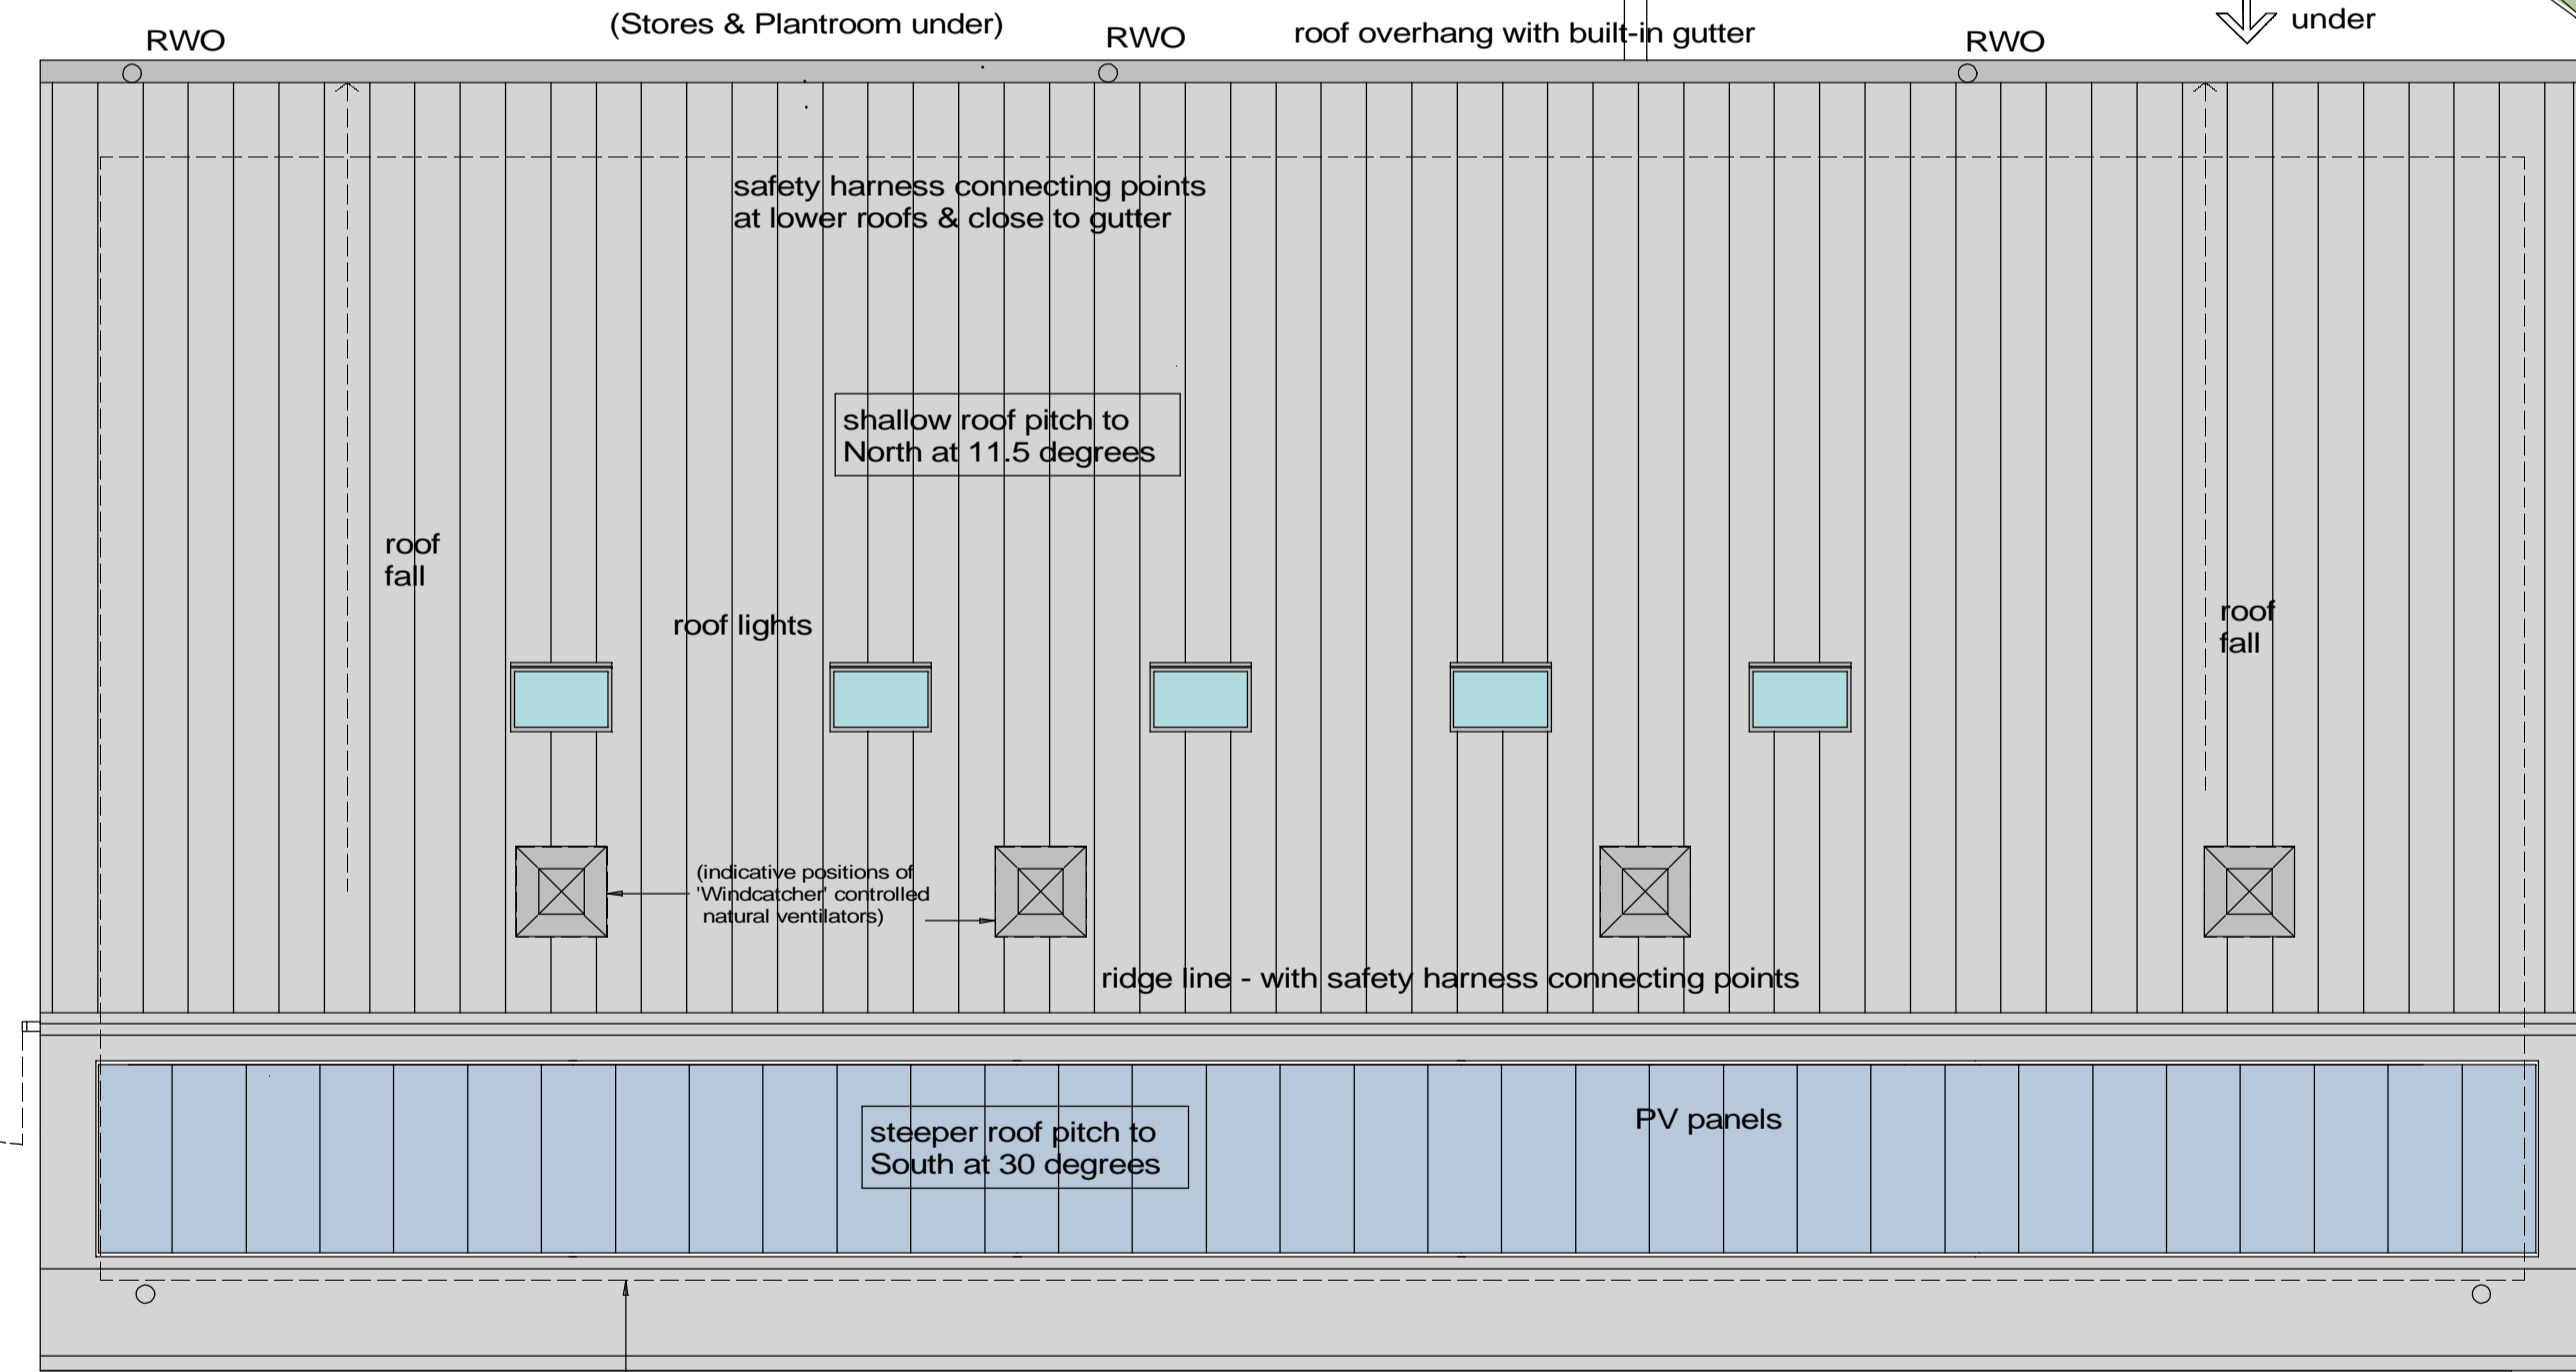 (Stores & Plantroom under)
under
RWO
RWO
roof overhang with built-in gutter
RWO
safety harness connecting points
at lower roofs & close to gutter
shallow roof pitch to
North at 11.5 degrees
roof
fall
roof lights
roof
fall
(indicative positions of
'Windcatcher' controlled
natural ventilators)
ridge line - with safety harness connecting points
PV panels
steeper roof pitch to
South at 30 degrees